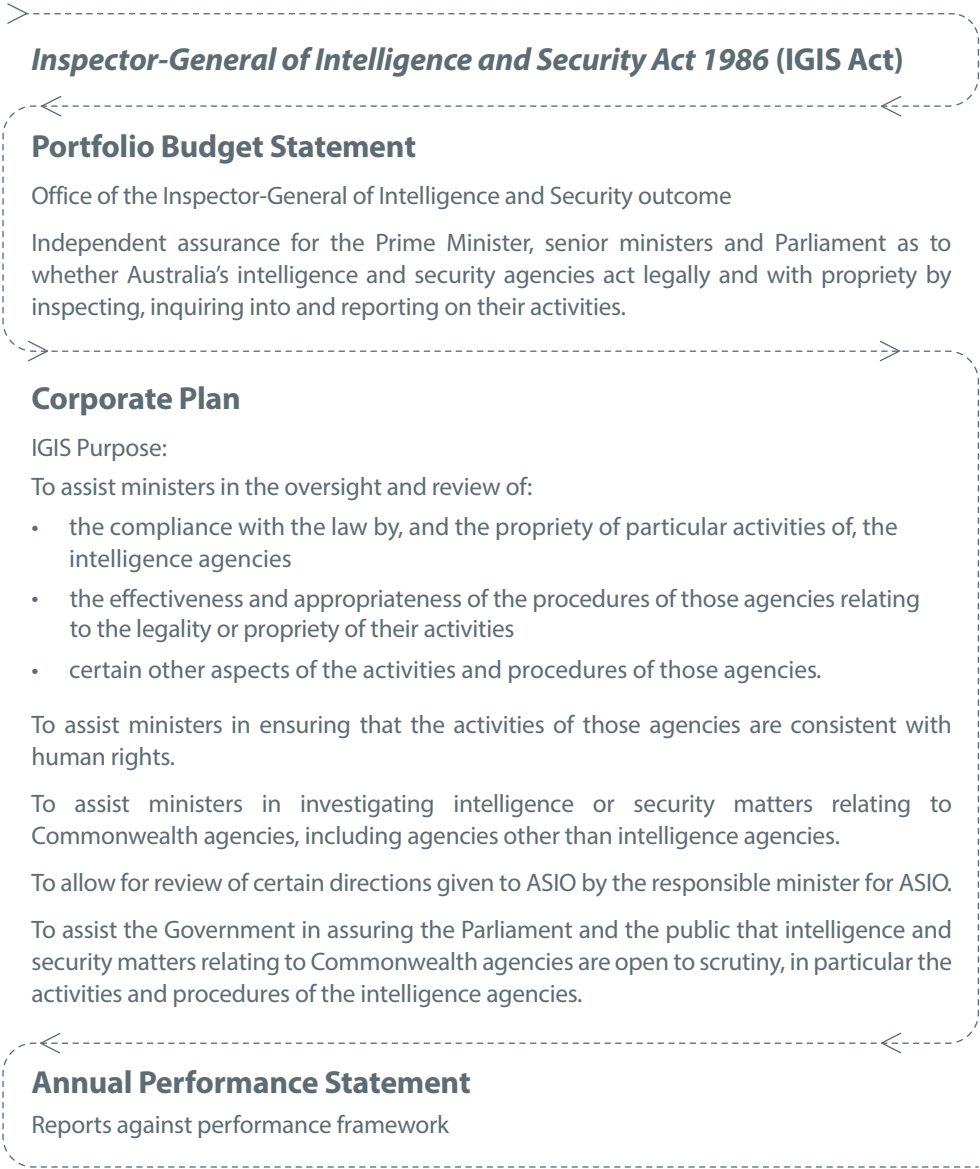 Inspector-General of Intelligence and Security Act 1986 (IGIS Act)
Portfolio Budget Statement
Office of the Inspector-General of Intelligence and Security outcome
Independent assurance for the Prime Minister, senior ministers and Parliament as to
whether Australia’s intelligence and security agencies act legally and with propriety by
inspecting, inquiring into and reporting on their activities.
Corporate Plan
IGIS Purpose:
To assist ministers in the oversight and review of:
• the compliance with the law by, and the propriety of particular activities of, the
intelligence agencies
• the effectiveness and appropriateness of the procedures of those agencies relating
to the legality or propriety of their activities
• certain other aspects of the activities and procedures of those agencies.
To assist ministers in ensuring that the activities of those agencies are consistent with
human rights.
To assist ministers in investigating intelligence or security matters relating to
Commonwealth agencies, including agencies other than intelligence agencies.
To allow for review of certain directions given to ASIO by the responsible minister for ASIO.
To assist the Government in assuring the Parliament and the public that intelligence and
security matters relating to Commonwealth agencies are open to scrutiny, in particular the
activities and procedures of the intelligence agencies.
Annual Performance Statement
Reports against performance framework